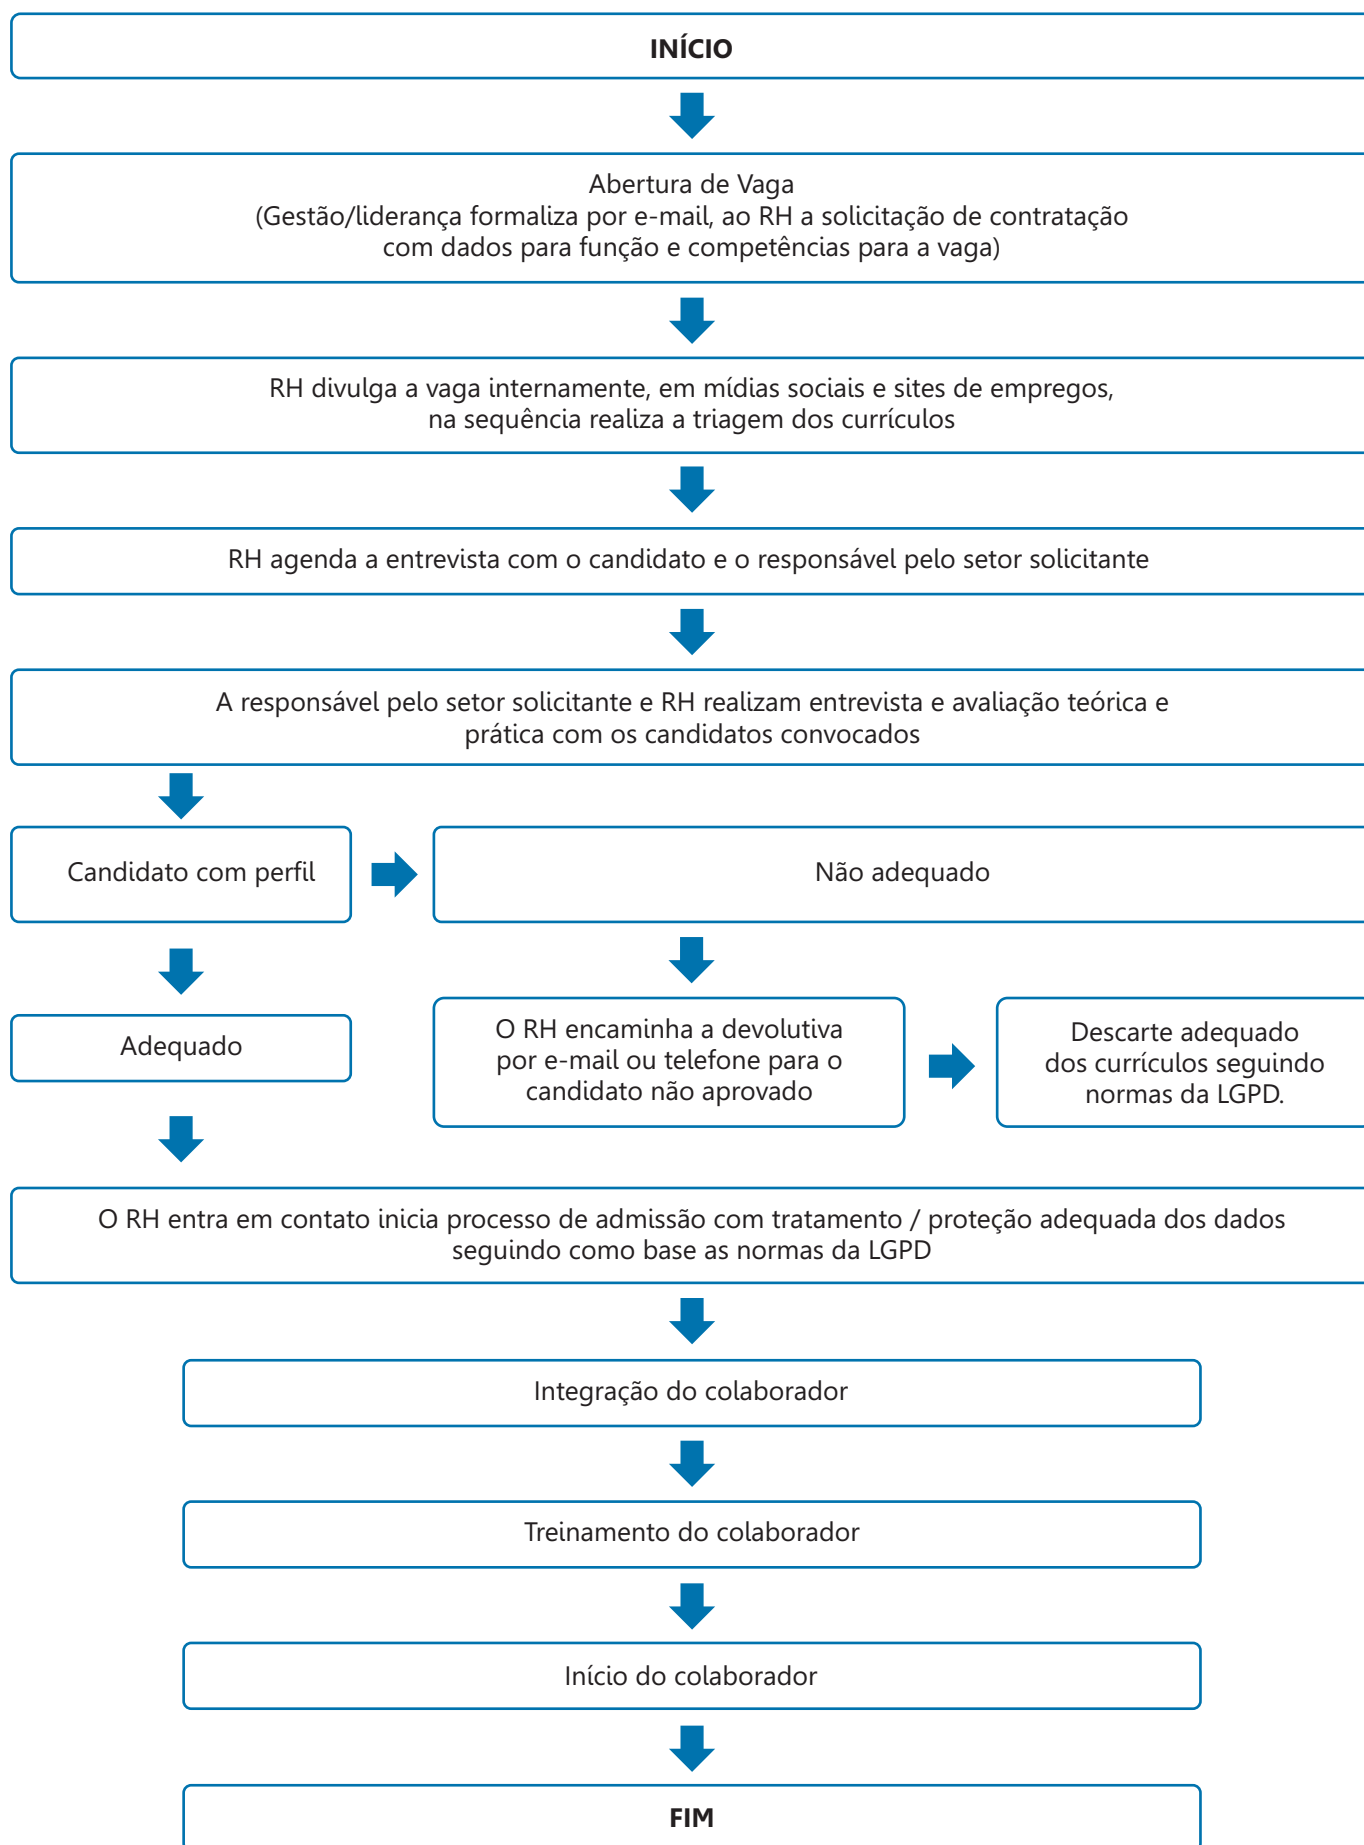 INÍCIO
Abertura de Vaga
(Gestão/liderança formaliza por e-mail, ao RH a solicitação de contratação
com dados para função e competências para a vaga)
RH divulga a vaga internamente, em mídias sociais e sites de empregos,
na sequência realiza a triagem dos currículos
RH agenda a entrevista com o candidato e o responsável pelo setor solicitante
A responsável pelo setor solicitante e RH realizam entrevista e avaliação teórica e
prática com os candidatos convocados
Candidato com perfil
Não adequado
Adequado
O RH encaminha a devolutiva
por e-mail ou telefone para o
candidato não aprovado
Descarte adequado
dos currículos seguindo
normas da LGPD.
O RH entra em contato inicia processo de admissão com tratamento / proteção adequada dos dados
seguindo como base as normas da LGPD
Integração do colaborador
Treinamento do colaborador
Início do colaborador
FIM